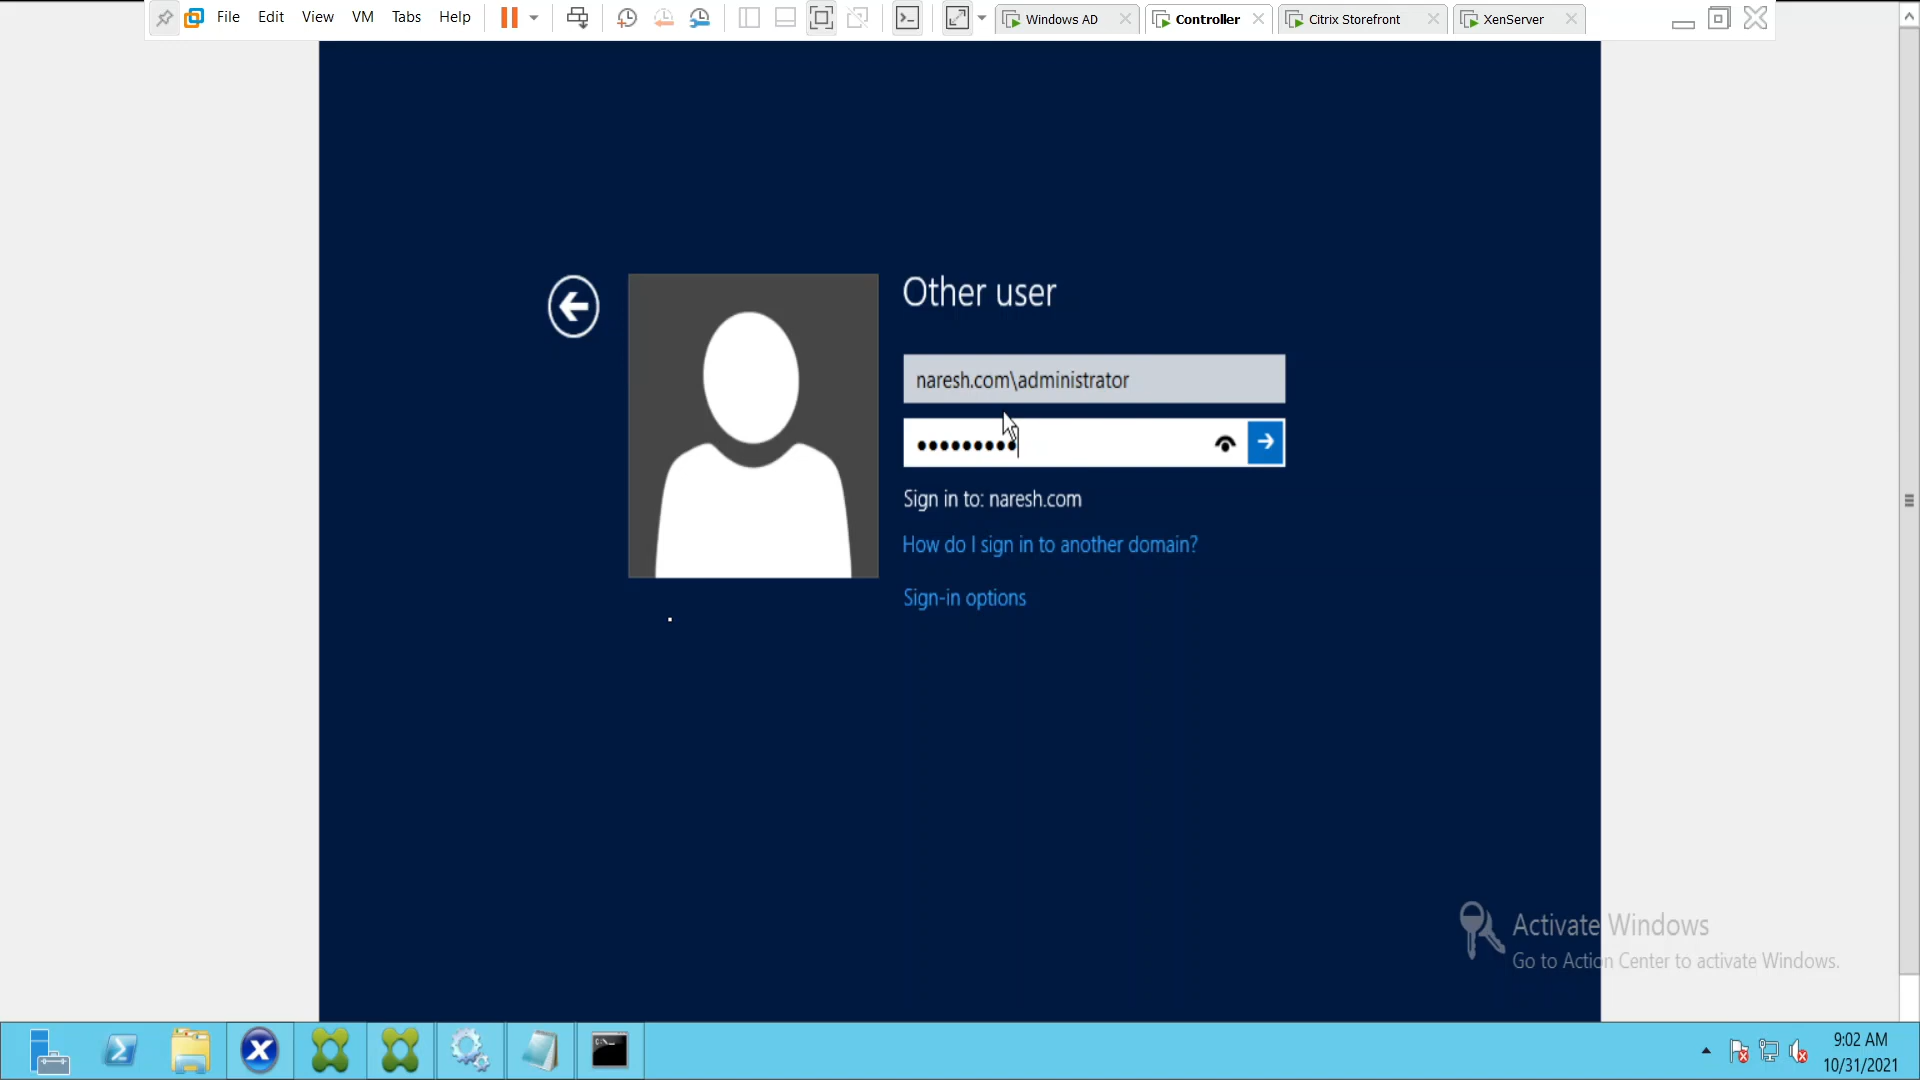 File Edit View VM Tabs Help Windows AD Controller Citrix Storefront XenServer
Other user
naresh.com\administrator
Sign in to: naresh.com
How do I sign in to another domain?
Sign-in options
Activate Windows
Go to Action Center to activate Windows.
9:02 AM
10/31/2021